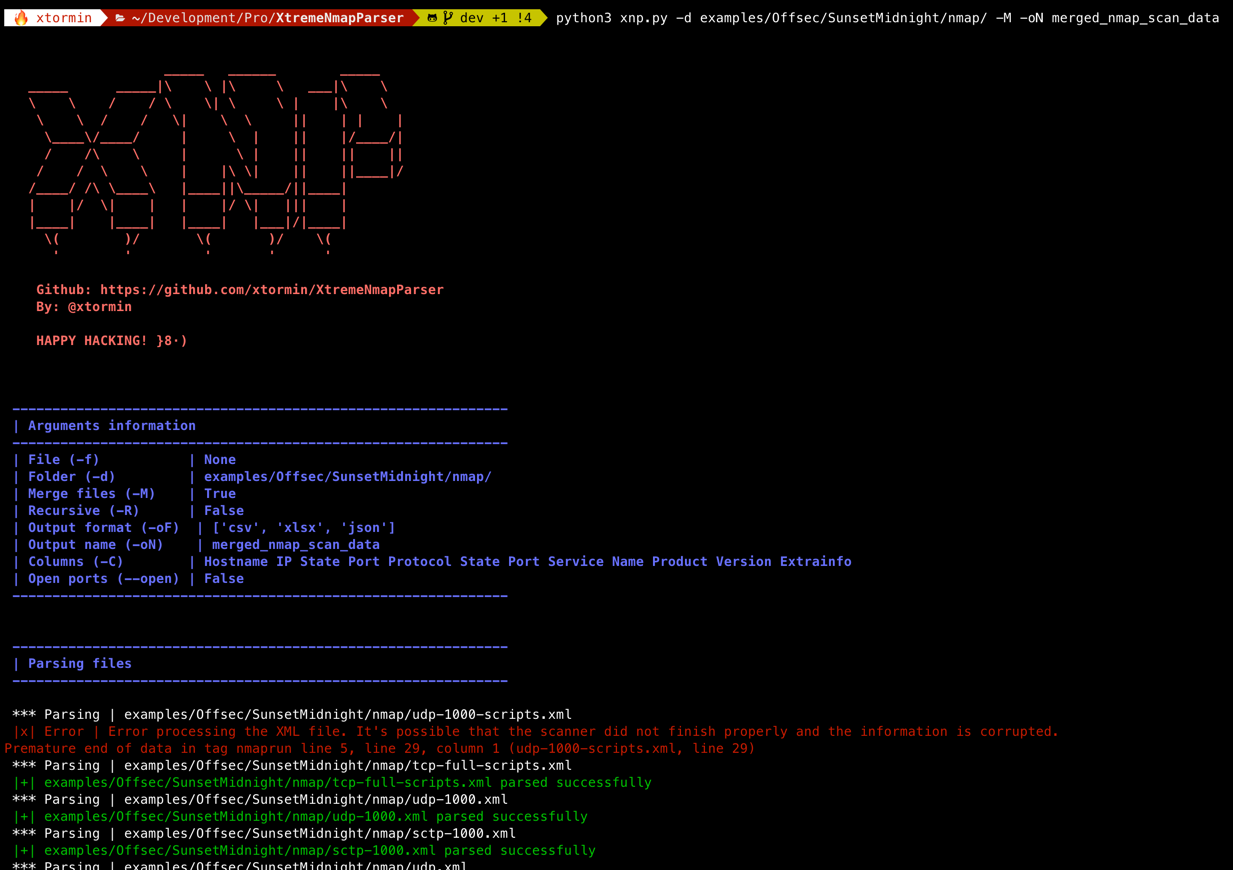 xtormin ~/Development/Pro/XtremeNmapParser dev +1 !4 python3 xnp.py -d examples/Offsec/SunsetMidnight/nmap/ -M -oN merged_nmap_scan_data
XNP
Github: https://github.com/xtormin/XtremeNmapParser
By: @xtormin
HAPPY HACKING! }8·)
| Arguments information
| File (-f) | None
| Folder (-d) | examples/Offsec/SunsetMidnight/nmap/
| Merge files (-M) | True
| Recursive (-R) | False
| Output format (-oF) | ['csv', 'xlsx', 'json']
| Output name (-oN) | merged_nmap_scan_data
| Columns (-C) | Hostname IP State Port Protocol State Port Service Name Product Version Extrainfo
| Open ports (--open) | False
| Parsing files
*** Parsing | examples/Offsec/SunsetMidnight/nmap/udp-1000-scripts.xml
|x| Error | Error processing the XML file. It's possible that the scanner did not finish properly and the information is corrupted.
Premature end of data in tag nmaprun line 5, line 29, column 1 (udp-1000-scripts.xml, line 29)
*** Parsing | examples/Offsec/SunsetMidnight/nmap/tcp-full-scripts.xml
|+| examples/Offsec/SunsetMidnight/nmap/tcp-full-scripts.xml parsed successfully
*** Parsing | examples/Offsec/SunsetMidnight/nmap/udp-1000.xml
|+| examples/Offsec/SunsetMidnight/nmap/udp-1000.xml parsed successfully
*** Parsing | examples/Offsec/SunsetMidnight/nmap/sctp-1000.xml
|+| examples/Offsec/SunsetMidnight/nmap/sctp-1000.xml parsed successfully
*** Parsing | examples/Offsec/SunsetMidnight/nmap/udp.xml